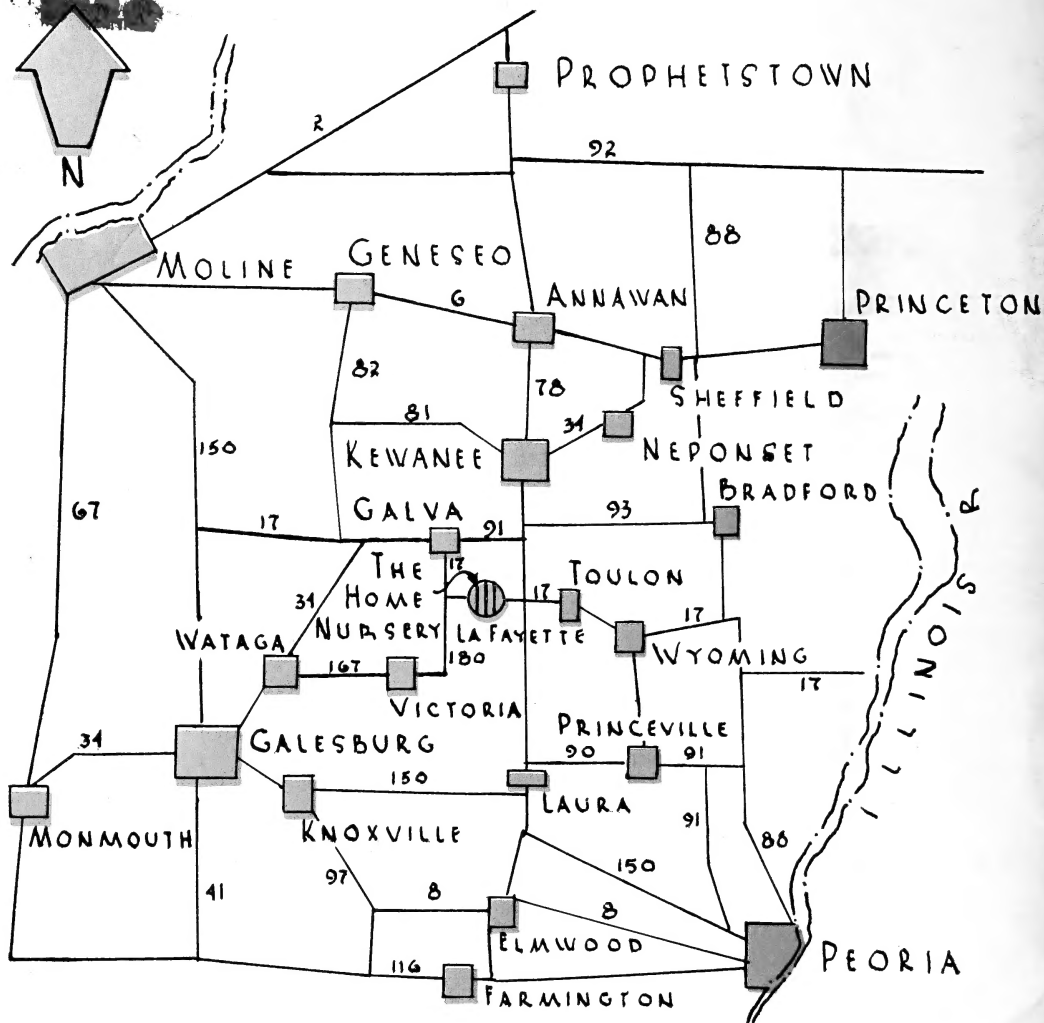 N
PROPHETSTOWN
2
92
88
MOLINE
GENESEO
6
ANNAWAN
PRINCETON
82
78
SHEFFIELD
81
34
KEWANEE
NEPONSET
150
BRADFORD
67
17
GALVA
91
93
17
THE
HOME
NURSERY
LAFAYETTE
17
TOULON
34
17
WATAGA
167
180
WYOMING
17
VICTORIA
ILLINOIS R
34
GALESBURG
PRINCEVILLE
90
91
150
LAURA
MONMOUTH
KNOXVILLE
91
88
150
41
97
8
8
ELMWOOD
PEORIA
116
FARMINGTON